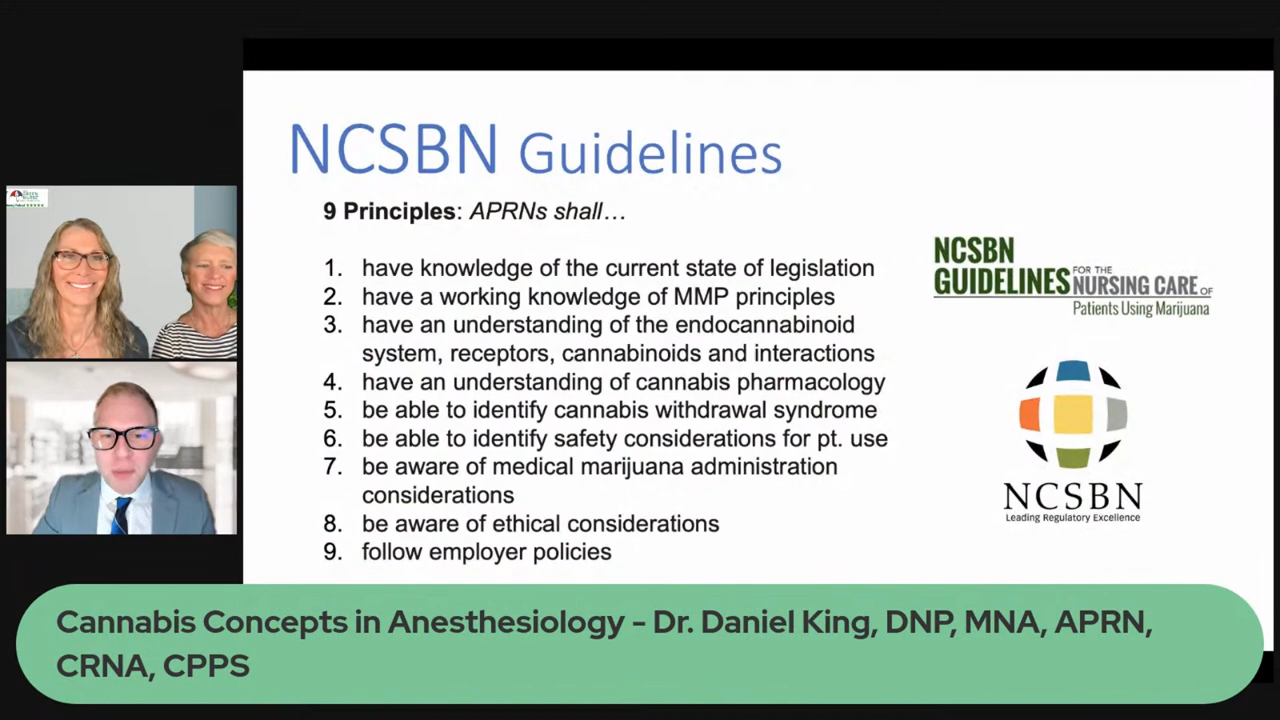 NCSBN Guidelines
9 Principles: APRNs shall...
1. have knowledge of the current state of legislation
2. have a working knowledge of MMP principles
3. have an understanding of the endocannabinoid
system, receptors, cannabinoids and interactions
4. have an understanding of cannabis pharmacology
5. be able to identify cannabis withdrawal syndrome
6. be able to identify safety considerations for pt. use
7. be aware of medical marijuana administration
considerations
8. be aware of ethical considerations
9. follow employer policies
NCSBN
GUIDELINES FOR THE NURSING CARE OF
Patients Using Marijuana
NCSBN
Leading Regulatory Excellence
Cannabis Concepts in Anesthesiology - Dr. Daniel King, DNP, MNA, APRN,
CRNA, CPPS